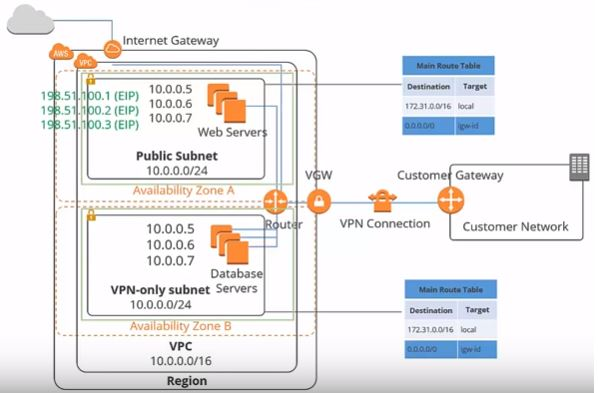 Internet Gateway
AWS
VPC
198.51.100.1 (EIP)
198.51.100.2 (EIP)
198.51.100.3 (EIP)
10.0.0.5
10.0.0.6
10.0.0.7
Web Servers
Public Subnet
10.0.0.0/24
Availability Zone A
Main Route Table
Destination Target
172.31.0.0/16 local
0.0.0.0/0 igw-id
VGW
Router
VPN Connection
Customer Gateway
Customer Network
10.0.0.5
10.0.0.6
10.0.0.7
Database
Servers
VPN-only subnet
10.0.0.0/24
Availability Zone B
Main Route Table
Destination Target
172.31.0.0/16 local
0.0.0.0/0 igw-id
VPC
10.0.0.0/16
Region